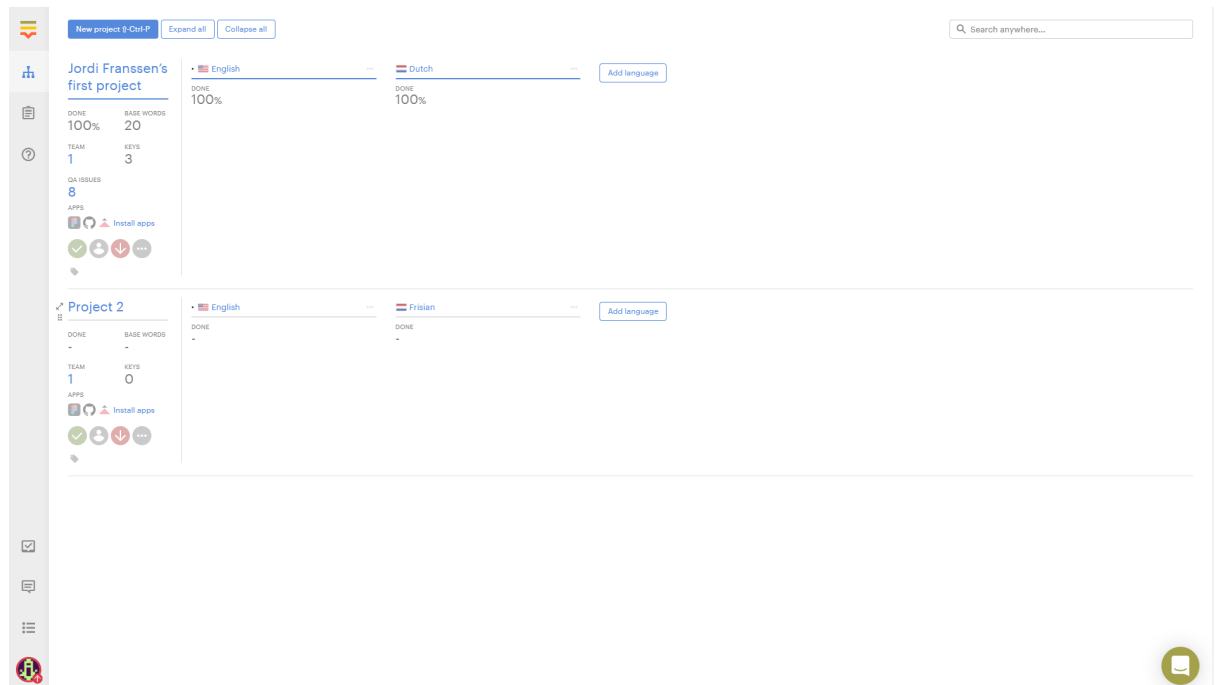 New project ⇧-Ctrl-P Expand all Collapse all
Search anywhere...
Jordi Franssen's
first project
DONE BASE WORDS
100% 20
TEAM KEYS
1 3
QA ISSUES
8
APPS
Install apps
• English ...
DONE
100%
Dutch ...
DONE
100%
Add language
Project 2
DONE BASE WORDS
- -
TEAM KEYS
1 0
APPS
Install apps
• English ...
DONE
-
Frisian ...
DONE
-
Add language